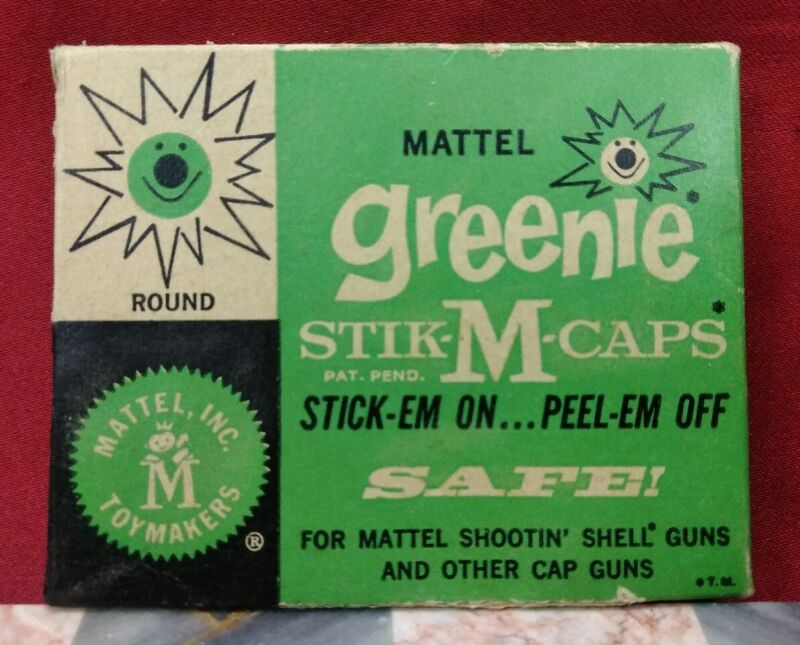 ROUND
MATTEL, INC.
M
TOYMAKERS
®
MATTEL
greenie*
STIK-M-CAPS*
PAT. PEND.
STICK-EM ON...PEEL-EM OFF
SAFE!
FOR MATTEL SHOOTIN' SHELL* GUNS
AND OTHER CAP GUNS
*T.M.